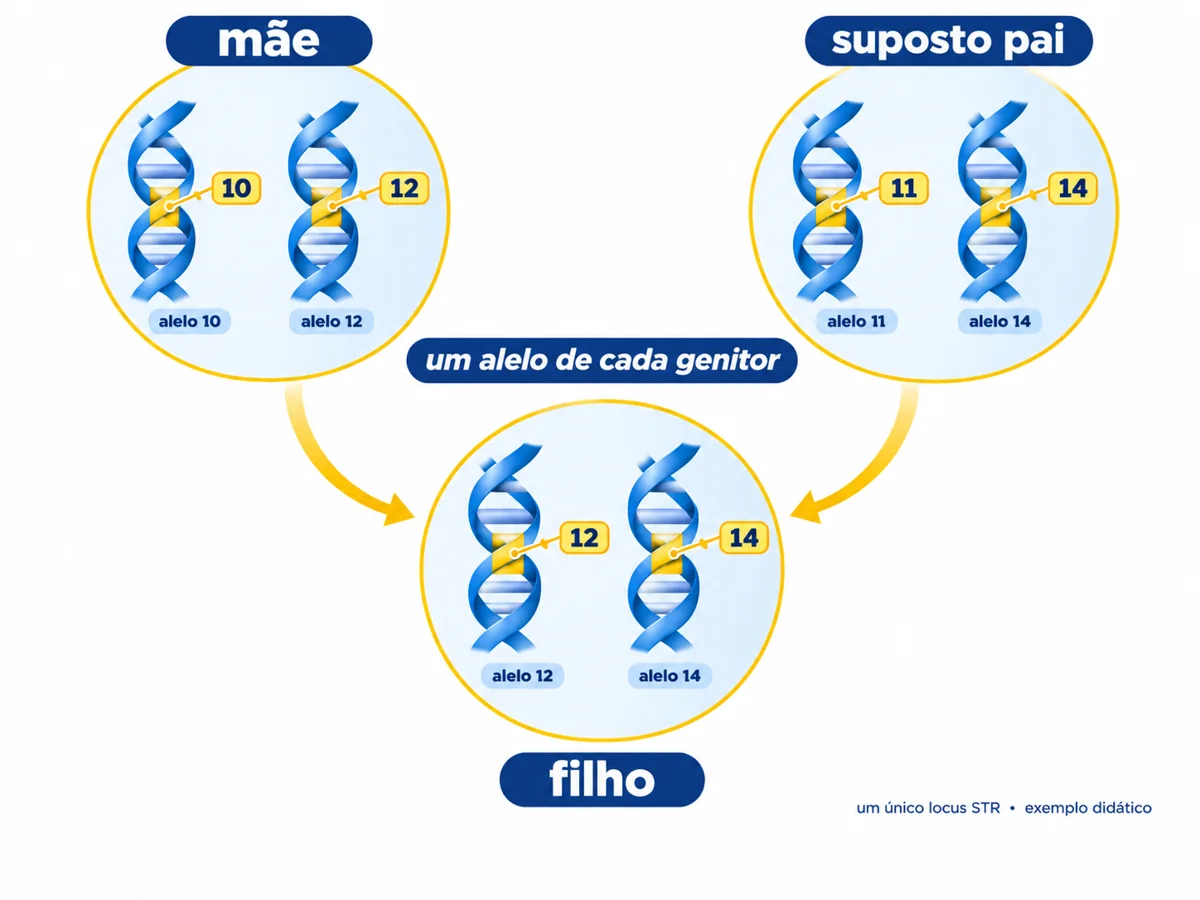 mãe
suposto pai
10
12
11
14
alelo 10
alelo 12
alelo 11
alelo 14
um alelo de cada genitor
12
14
alelo 12
alelo 14
filho
um único locus STR • exemplo didático